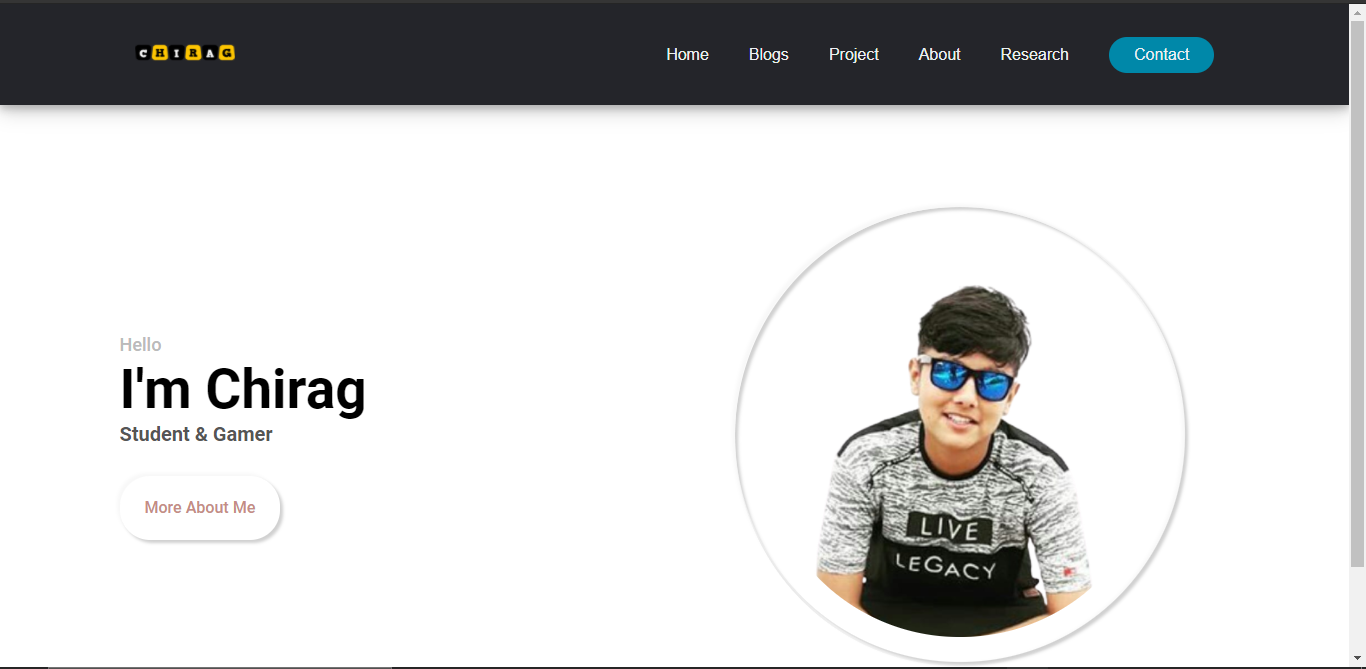 CHIRAG
Home Blogs Project About Research Contact
Hello
I'm Chirag
Student & Gamer
More About Me
LIVE
LEGACY